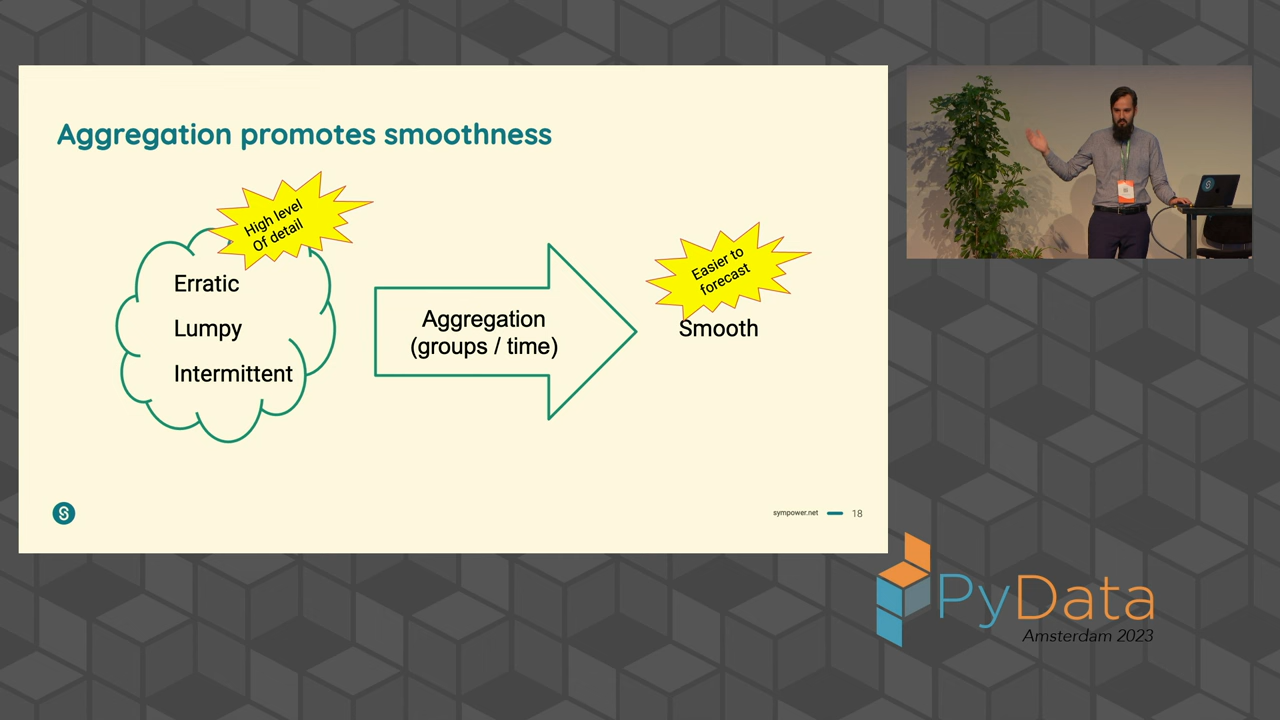 Aggregation promotes smoothness
High level
Of detail
Erratic
Lumpy
Intermittent
Aggregation
(groups / time)
Easier to
forecast
Smooth
sympower.net
18
PyData
Amsterdam 2023